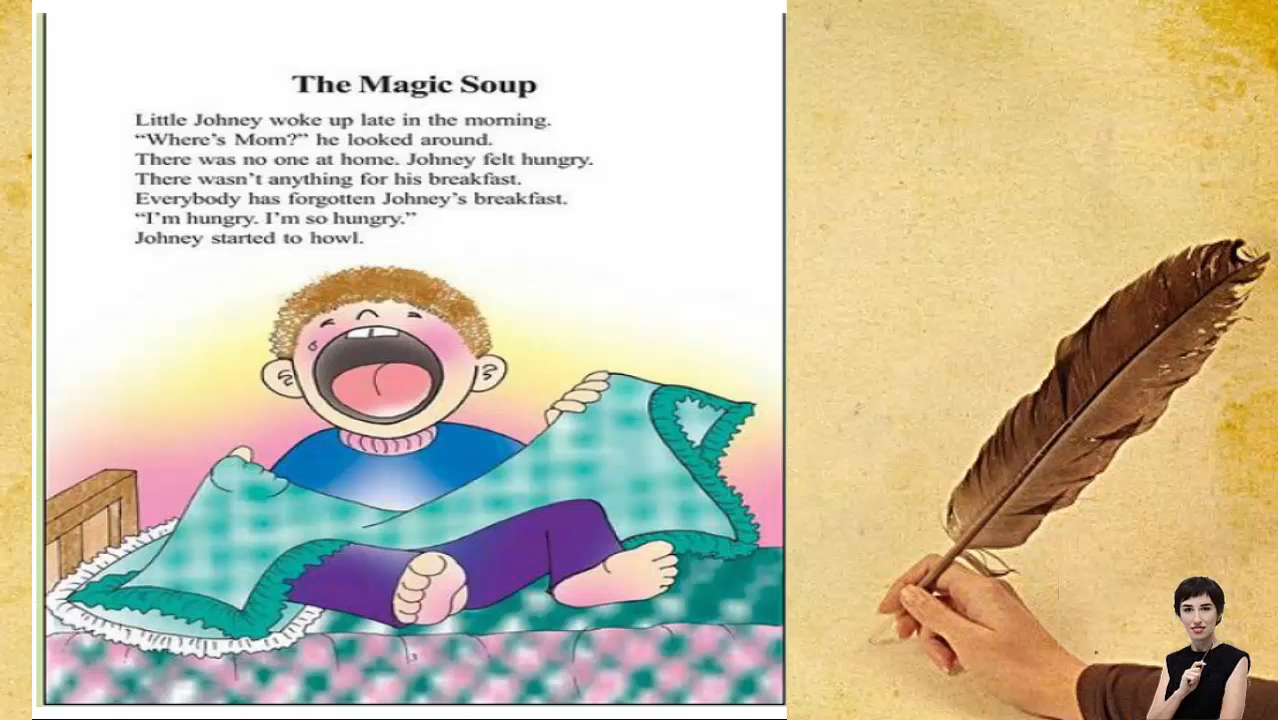 The Magic Soup
Little Johney woke up late in the morning.
“Where’s Mom?” he looked around.
There was no one at home. Johney felt hungry.
There wasn’t anything for his breakfast.
Everybody has forgotten Johney’s breakfast.
“I’m hungry. I’m so hungry.”
Johney started to howl.